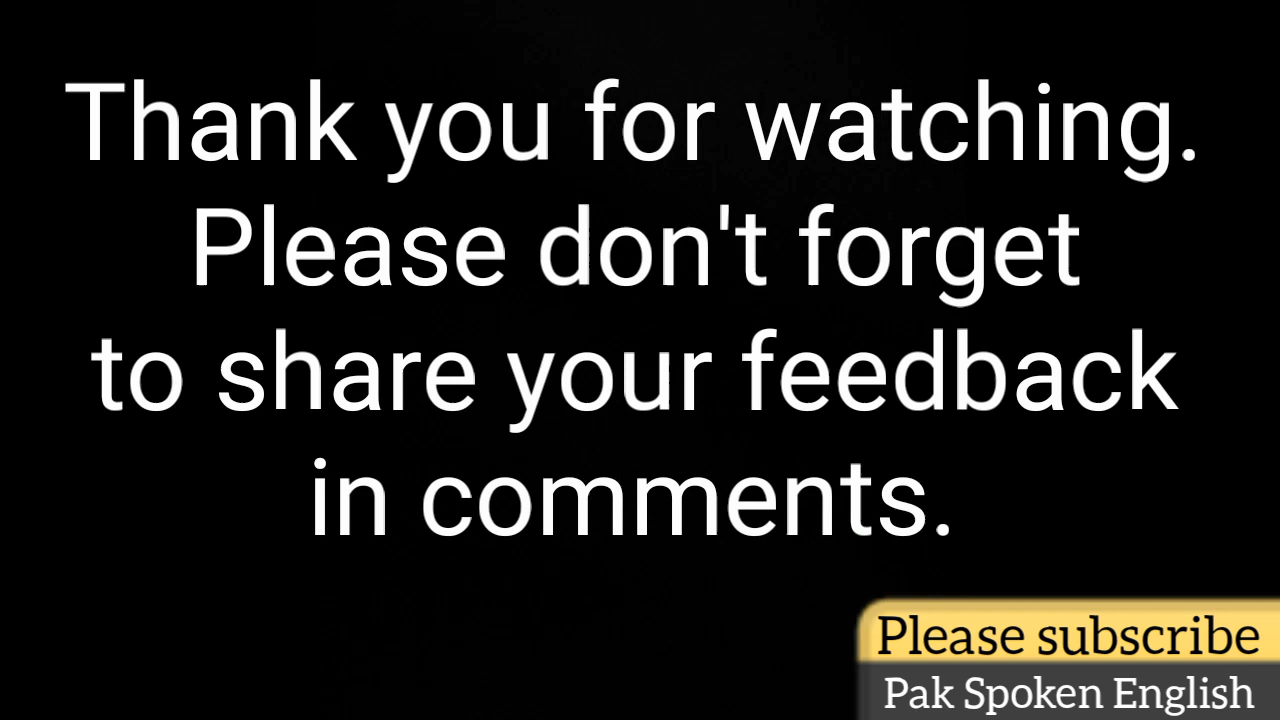 Thank you for watching.
Please don't forget
to share your feedback
in comments.
Please subscribe
Pak Spoken English